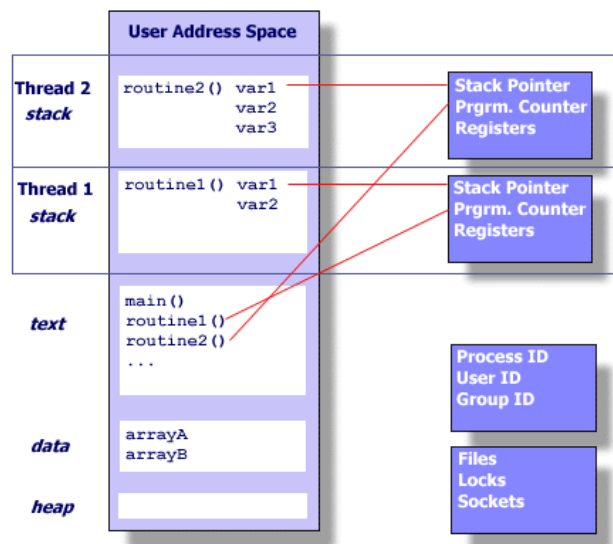 User Address Space
Thread 2
stack
routine2() var1
var2
var3
Stack Pointer
Prgrm. Counter
Registers
Thread 1
stack
routine1() var1
var2
Stack Pointer
Prgrm. Counter
Registers
text
main()
routine1()
routine2()
...
Process ID
User ID
Group ID
data
arrayA
arrayB
Files
Locks
Sockets
heap